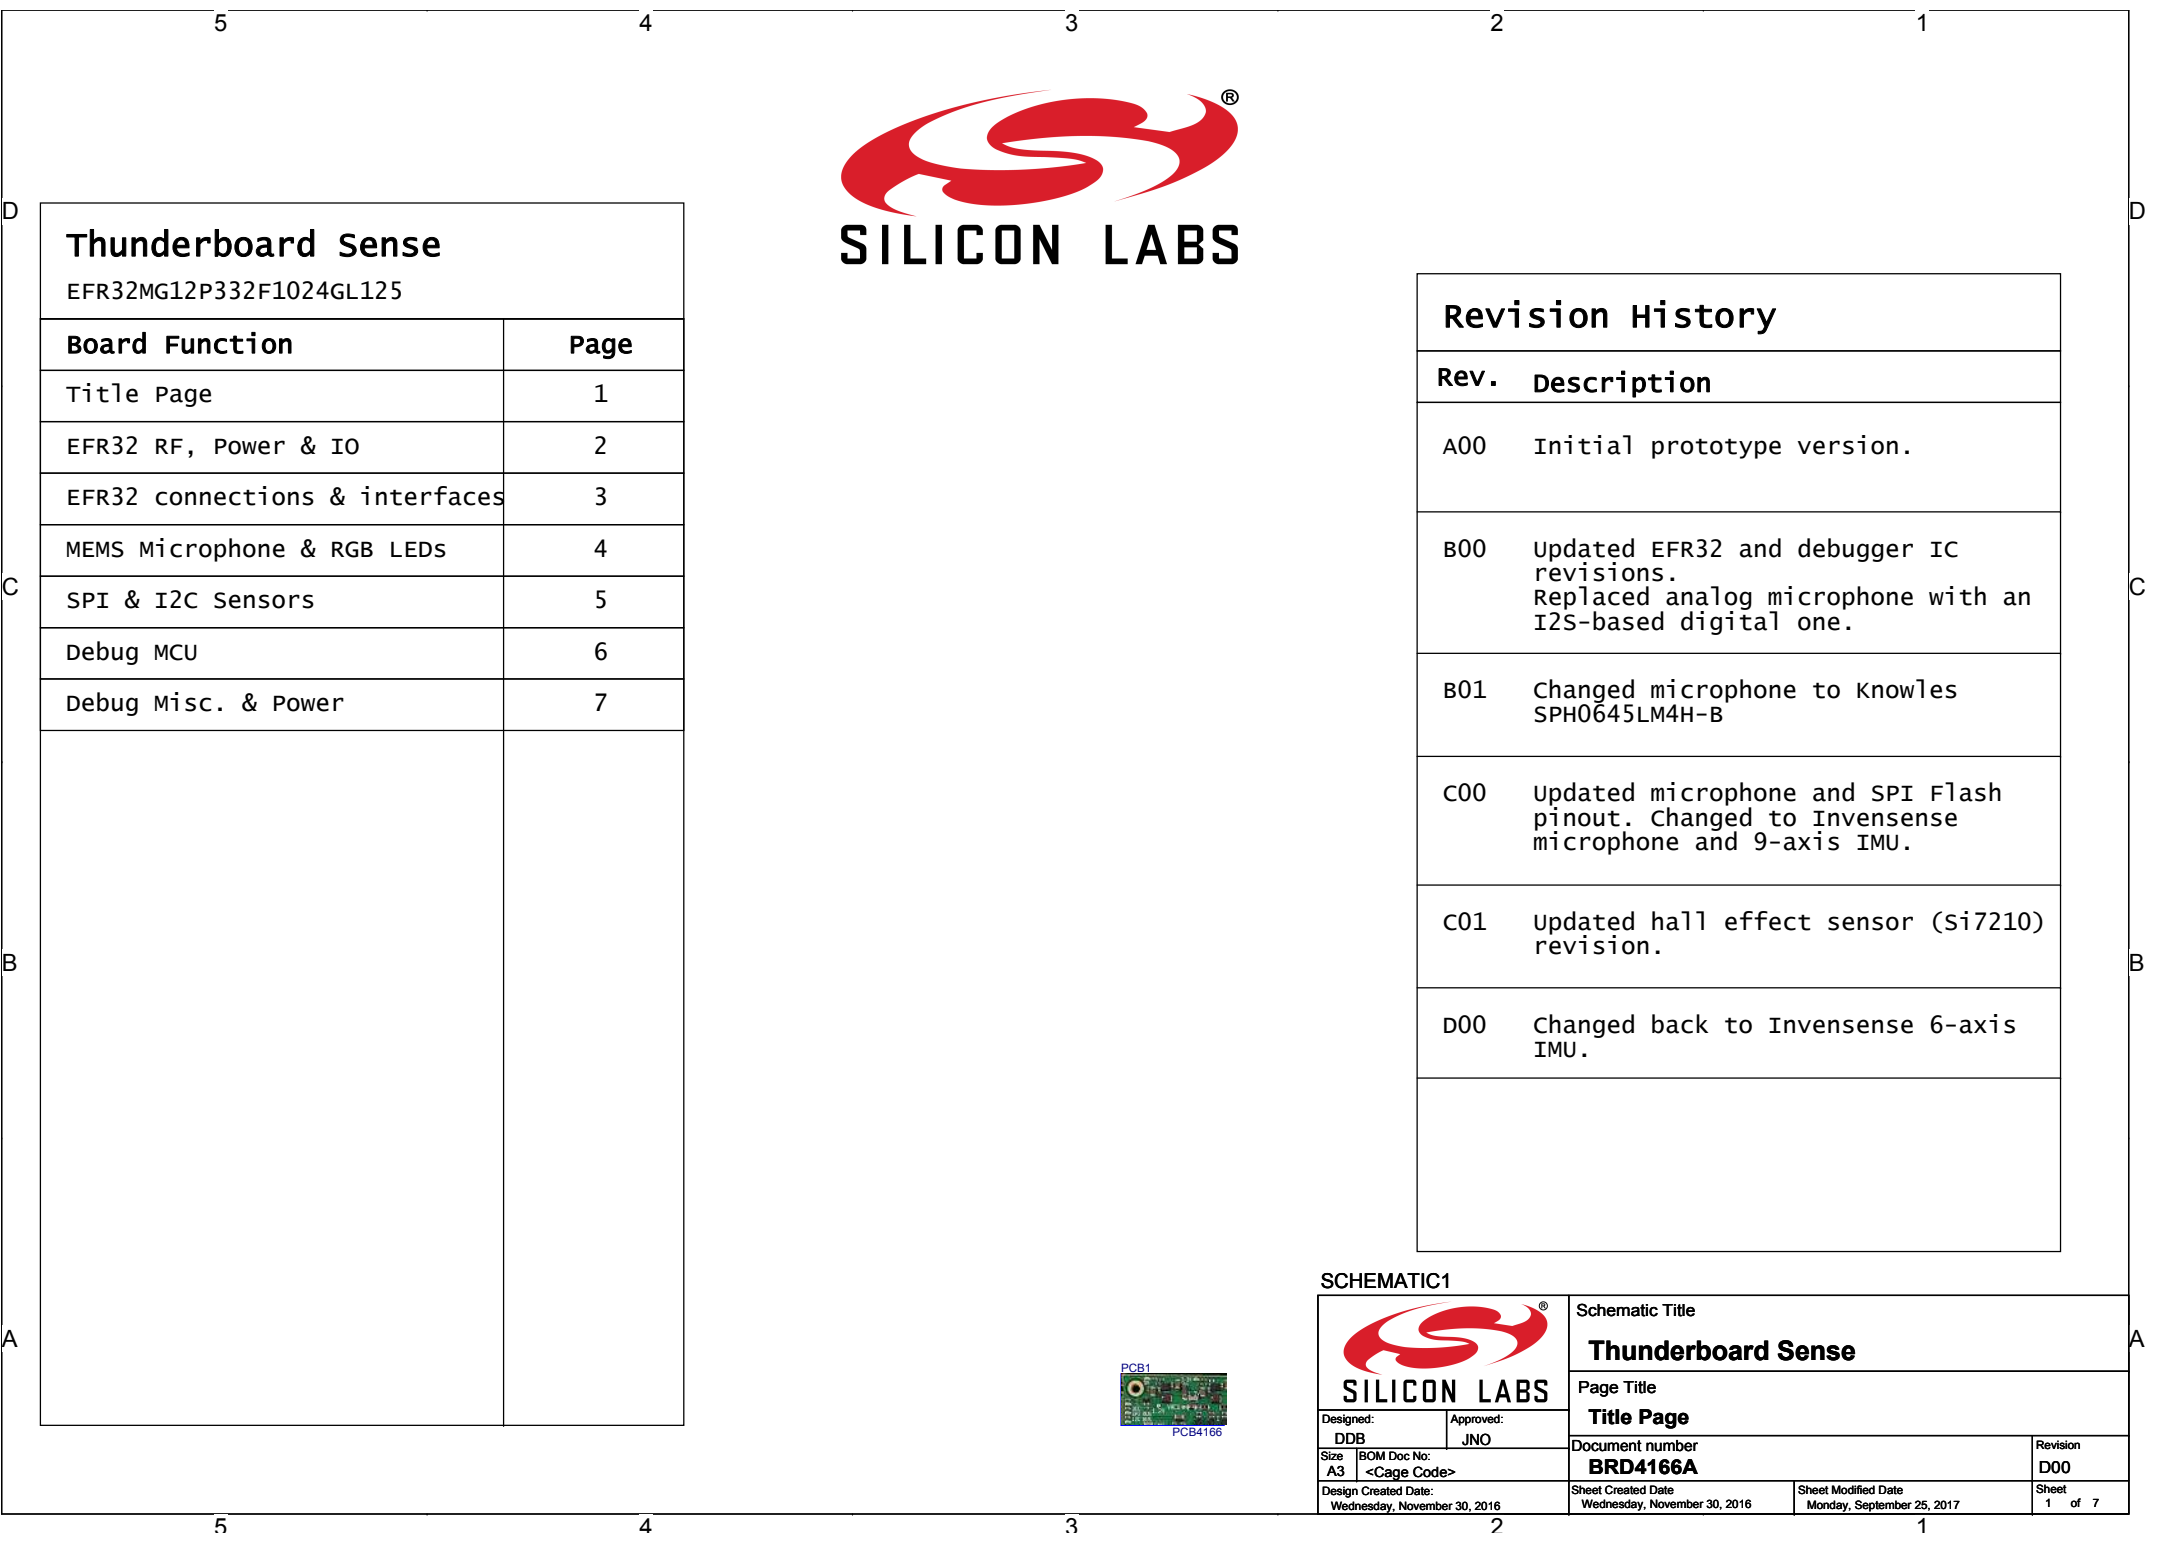 5 4 3 2 1
®
SILICON LABS
D D
Thunderboard Sense
EFR32MG12P332F1024GL125
Board Function Page
Title Page 1
EFR32 RF, Power & IO 2
EFR32 connections & interfaces 3
MEMS Microphone & RGB LEDs 4
SPI & I2C Sensors 5
Debug MCU 6
Debug Misc. & Power 7
Revision History
Rev. Description
A00 Initial prototype version.
B00 Updated EFR32 and debugger IC
revisions.
Replaced analog microphone with an
I2S-based digital one.
C C
B01 Changed microphone to Knowles
SPH0645LM4H-B
C00 Updated microphone and SPI Flash
pinout. Changed to Invensense
microphone and 9-axis IMU.
C01 Updated hall effect sensor (Si7210)
revision.
B B
D00 Changed back to Invensense 6-axis
IMU.
A A
PCB1
PCB4166
SCHEMATIC1
®
SILICON LABS
Schematic Title
Thunderboard Sense
Page Title
Title Page
Designed: Approved:
DDB JNO
Document number Revision
BRD4166A D00
Size BOM Doc No:
A3 <Cage Code>
Design Created Date: Sheet Created Date Sheet Modified Date Sheet
Wednesday, November 30, 2016 Wednesday, November 30, 2016 Monday, September 25, 2017 1 of 7
5 4 3 2 1